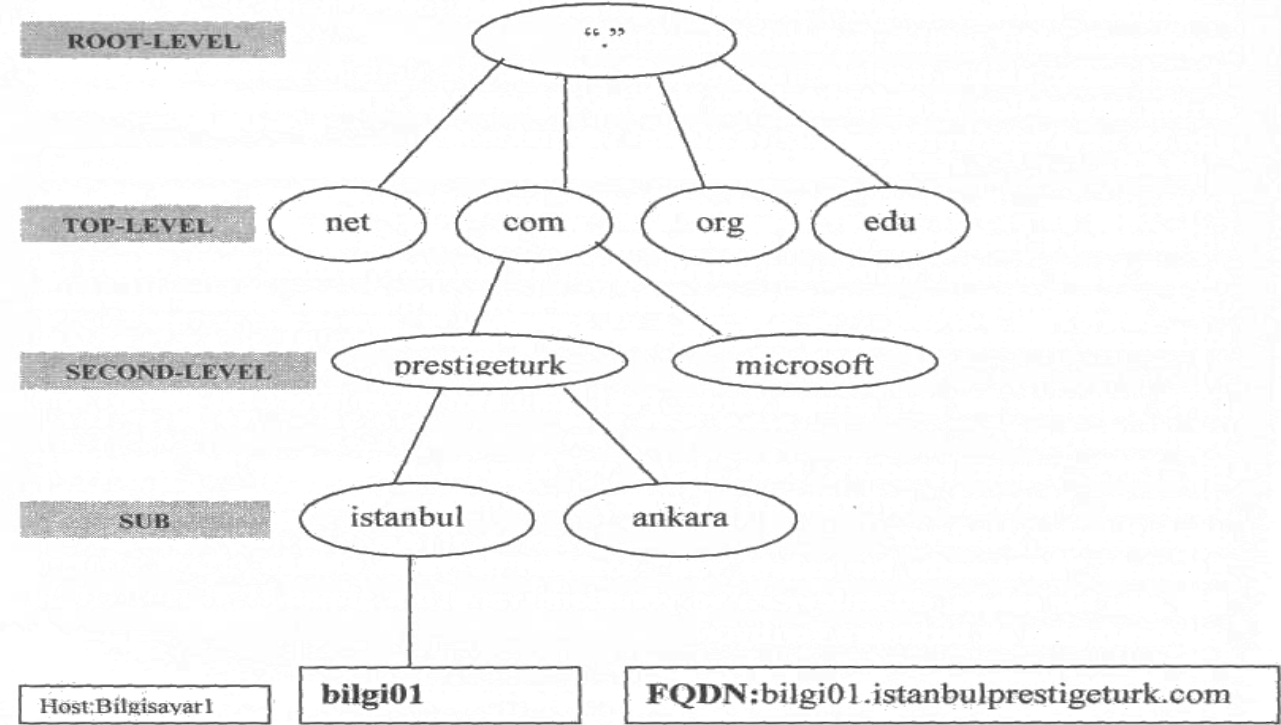 ROOT-LEVEL
“.”
TOP-LEVEL
net
com
org
edu
SECOND-LEVEL
prestigeturk
microsoft
SUB
istanbul
ankara
Host:Bilgisayar1
bilgi01
FQDN:bilgi01.istanbulprestigeturk.com